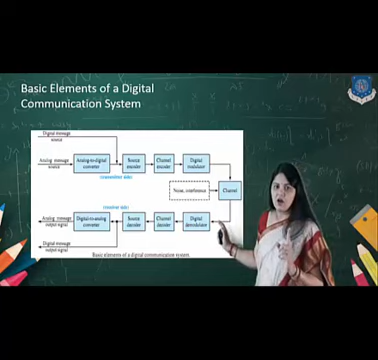 Basic Elements of a Digital
Communication System
Digital message
source
Analog message
source
Analog-to-digital
converter
Source
encoder
Channel
encoder
Digital
modulator
(transmitter side)
Noise, interference
Channel
(receiver side)
Analog message
output signal
Digital-to-analog
converter
Source
decoder
Channel
decoder
Digital
demodulator
Digital message
output signal
Basic elements of a digital communication system.